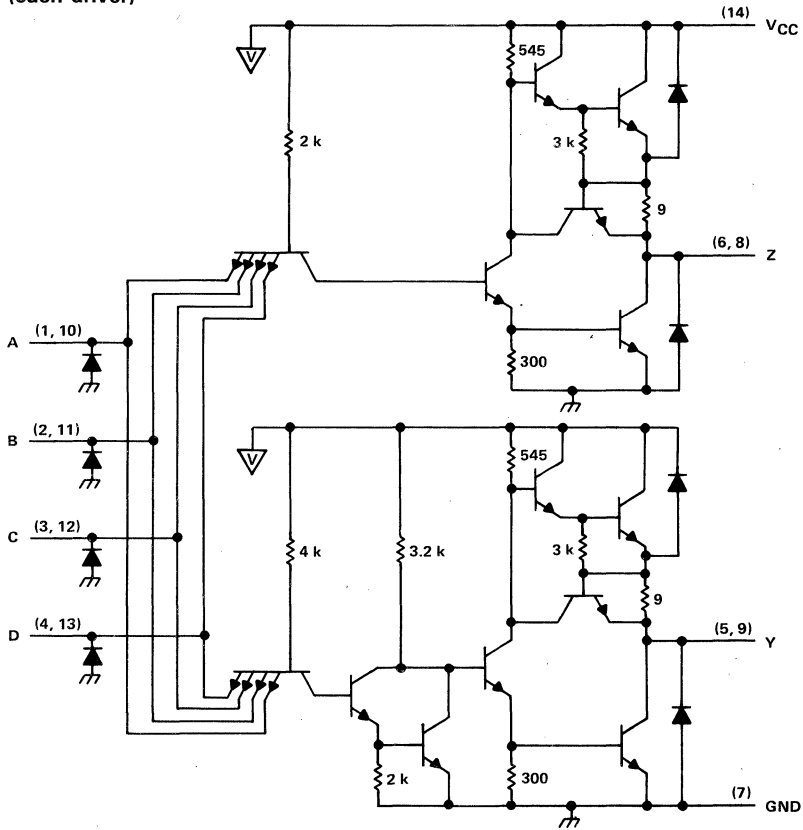 (each driver)
(14) VCC
545
3 k
2 k
9
(6, 8) Z
300
A (1, 10)
B (2, 11)
C (3, 12)
D (4, 13)
V
V
545
3 k
4 k
3.2 k
9
(5, 9) Y
2 k
300
(7) GND